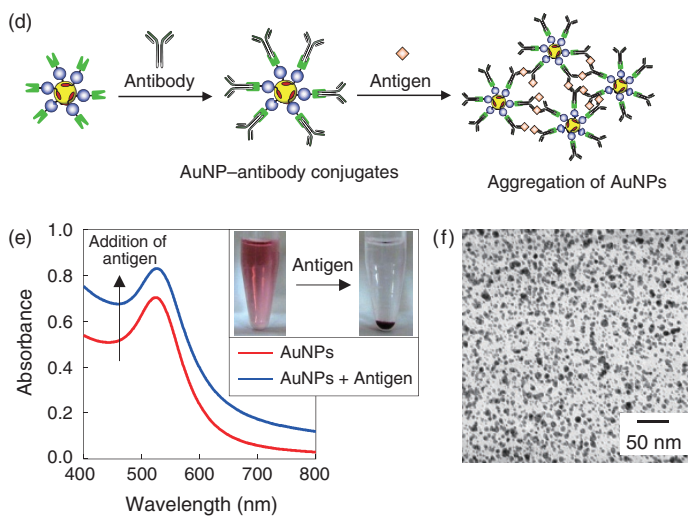 (d)
Antibody
Antigen
AuNP–antibody conjugates
Aggregation of AuNPs
(e)
1.0
0.8
0.6
0.4
0.2
0.0
Absorbance
Addition of
antigen
Antigen
AuNPs
AuNPs + Antigen
400 500 600 700 800
Wavelength (nm)
(f)
50 nm